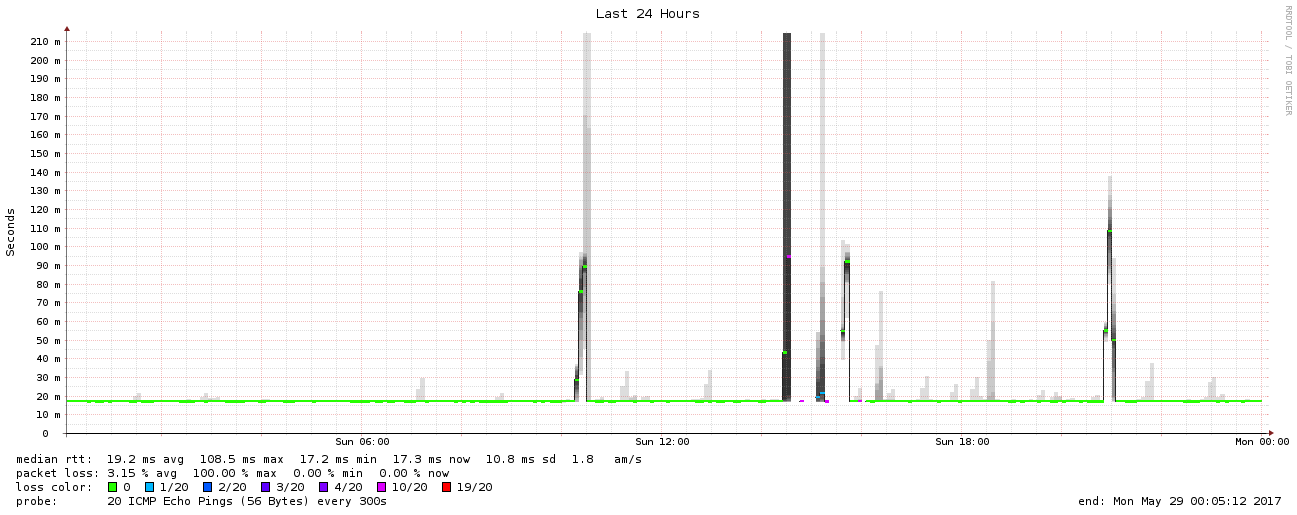 Last 24 Hours
RRDTOOL / TOBI OETIKER
Seconds
210 m
200 m
190 m
180 m
170 m
160 m
150 m
140 m
130 m
120 m
110 m
100 m
90 m
80 m
70 m
60 m
50 m
40 m
30 m
20 m
10 m
0
Sun 06:00 Sun 12:00 Sun 18:00 Mon 00:00
median rtt: 19.2 ms avg 108.5 ms max 17.2 ms min 17.3 ms now 10.8 ms sd 1.8 am/s
packet loss: 3.15 % avg 100.00 % max 0.00 % min 0.00 % now
loss color: 0 1/20 2/20 3/20 4/20 10/20 19/20
probe: 20 ICMP Echo Pings (56 Bytes) every 300s end: Mon May 29 00:05:12 2017